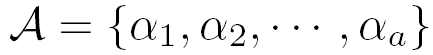 𝒜 = {α₁, α₂, ⋯ , αₐ}